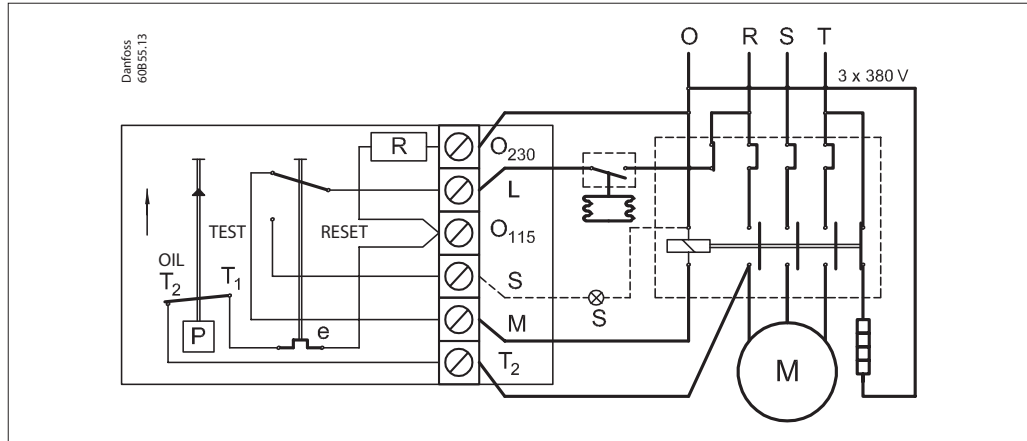 Danfoss
60B55.13
O R S T
3 x 380 V
R
O230
L
O115
S
M
T2
TEST
RESET
OIL
T2
T1
P
e
S
M